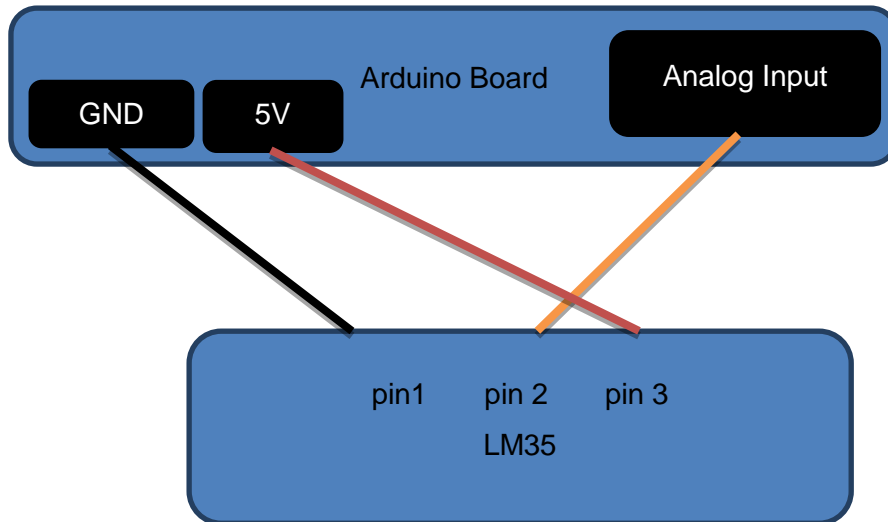 Arduino Board
Analog Input
GND
5V
pin1 pin 2 pin 3
LM35